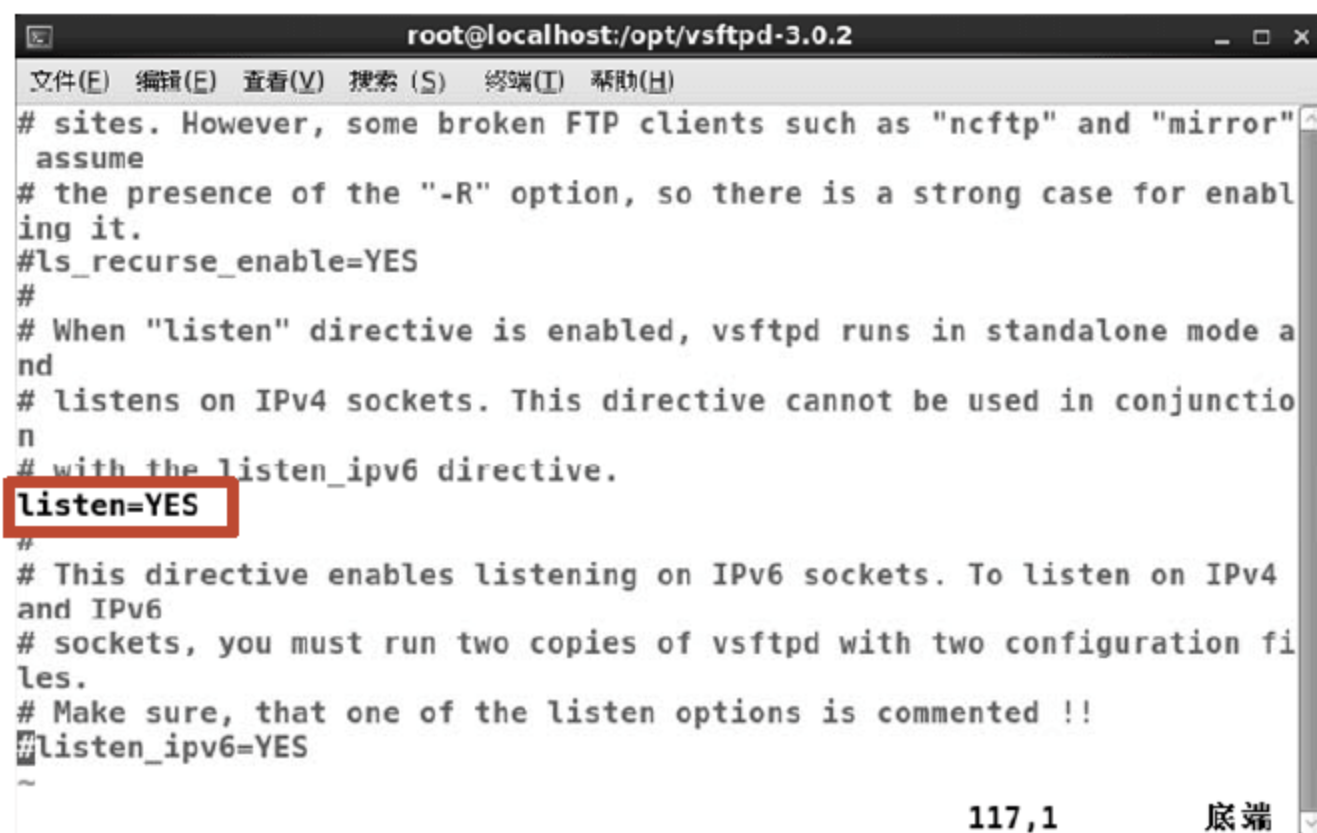 root@localhost:/opt/vsftpd-3.0.2
文件(F) 编辑(E) 查看(V) 搜索 (S) 终端(T) 帮助(H)
# sites. However, some broken FTP clients such as "ncftp" and "mirror"
 assume
# the presence of the "-R" option, so there is a strong case for enabl
ing it.
#ls_recurse_enable=YES
#
# When "listen" directive is enabled, vsftpd runs in standalone mode a
nd
# listens on IPv4 sockets. This directive cannot be used in conjunctio
n
# with the listen_ipv6 directive.
listen=YES
#
# This directive enables listening on IPv6 sockets. To listen on IPv4
and IPv6
# sockets, you must run two copies of vsftpd with two configuration fi
les.
# Make sure, that one of the listen options is commented !!
#listen_ipv6=YES
~
117,1 底端